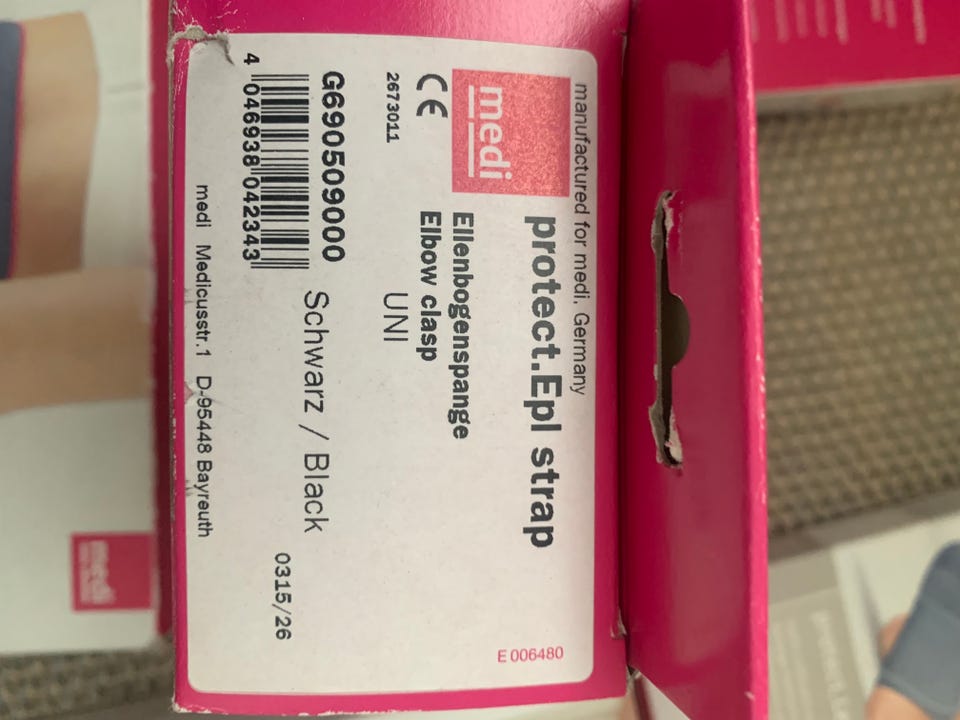 manufactured for medi, Germany
medi
protect.Epl strap
Ellenbogenspange
Elbow clasp
CE
UNI
2673011
G690509000
Schwarz / Black
4 046938 042343
0315/26
medi Medicusstr.1 D-95448 Bayreuth
E 006480
medi